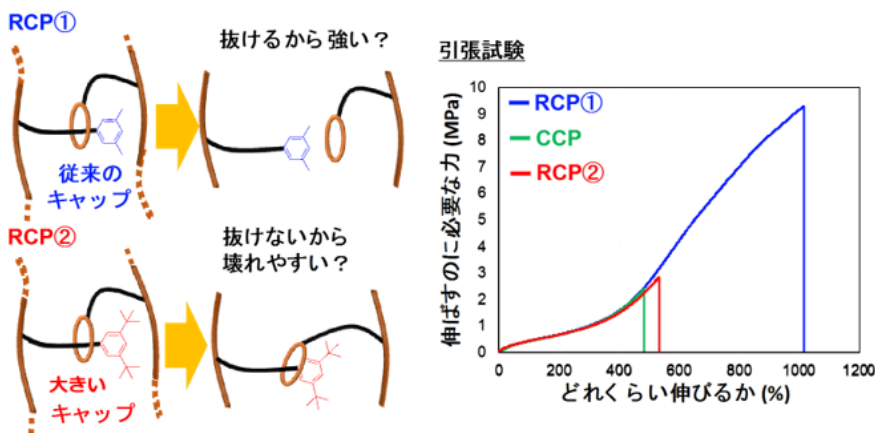 RCP①
抜けるから強い？
従来の
キャップ
RCP②
抜けないから
壊れやすい？
大きい
キャップ
引張試験
伸ばすのに必要な力 (MPa)
10
9
8
7
6
5
4
3
2
1
0
RCP①
CCP
RCP②
0 200 400 600 800 1000 1200
どれくらい伸びるか (%)